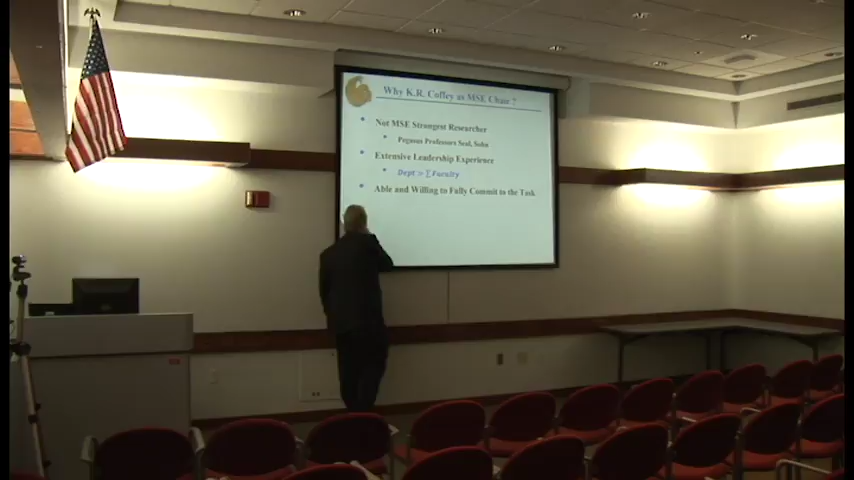 Why K.R. Coffey as MSE Chair ?
Not MSE Strongest Researcher
Pegasus Professors Seal, Sohn
Extensive Leadership Experience
Dept > ∑ Faculty
Able and Willing to Fully Commit to the Task